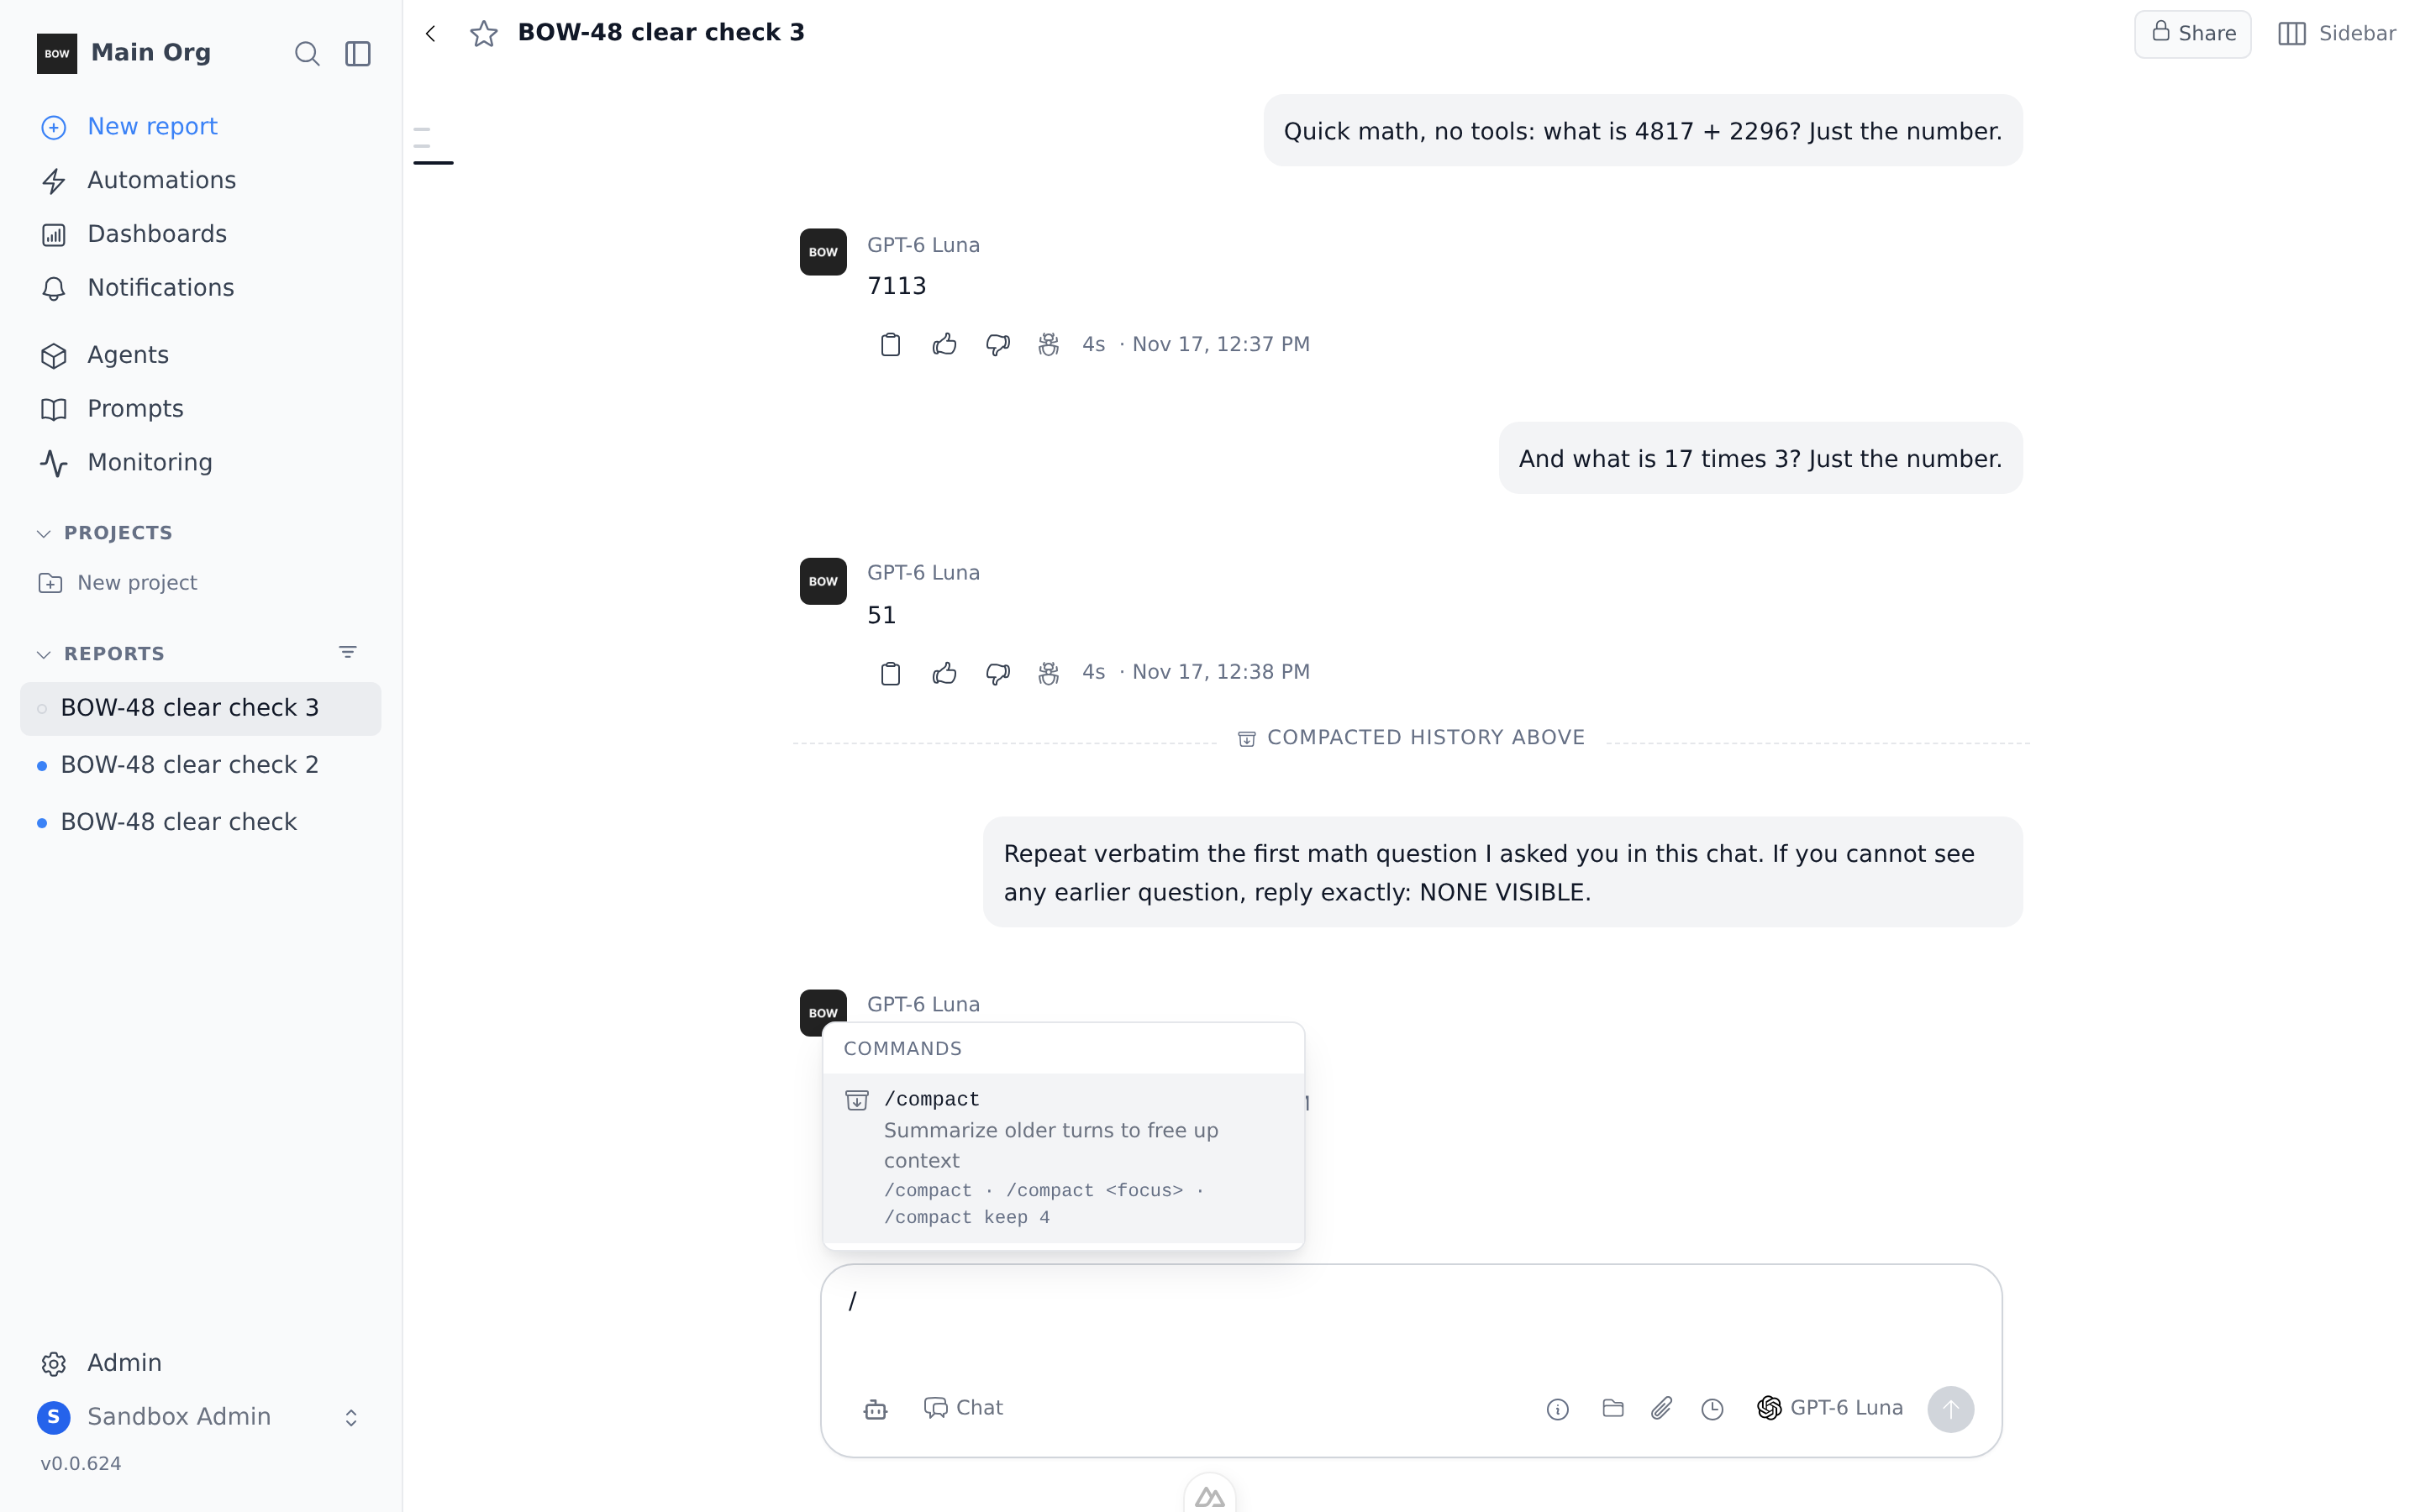 BOW
Main Org
New report
Automations
Dashboards
Notifications
Agents
Prompts
Monitoring
PROJECTS
New project
REPORTS
BOW-48 clear check 3
BOW-48 clear check 2
BOW-48 clear check
Admin
S
Sandbox Admin
v0.0.624
BOW-48 clear check 3
Share
Sidebar
Quick math, no tools: what is 4817 + 2296? Just the number.
BOW
GPT-6 Luna
7113
4s · Nov 17, 12:37 PM
And what is 17 times 3? Just the number.
BOW
GPT-6 Luna
51
4s · Nov 17, 12:38 PM
COMPACTED HISTORY ABOVE
Repeat verbatim the first math question I asked you in this chat. If you cannot see
any earlier question, reply exactly: NONE VISIBLE.
BOW
GPT-6 Luna
COMMANDS
/compact
Summarize older turns to free up
context
/compact · /compact <focus> ·
/compact keep 4
/
Chat
GPT-6 Luna